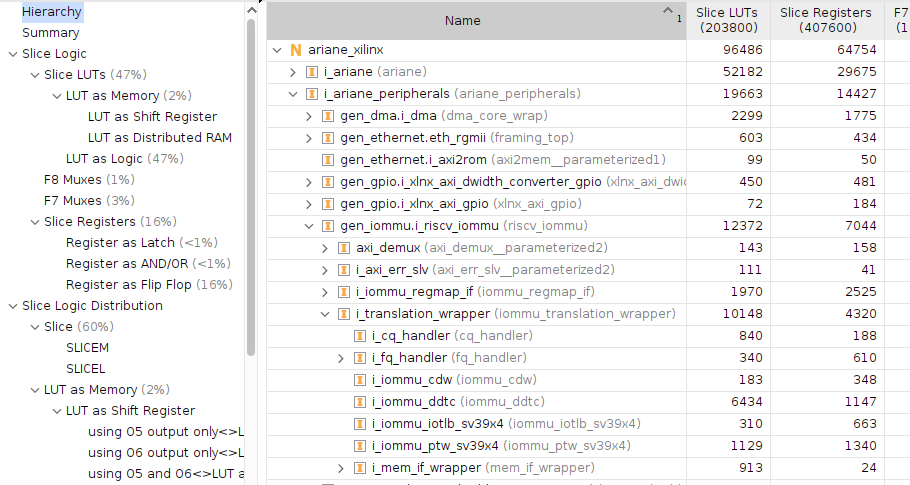 Hierarchy
Summary
Slice Logic
Slice LUTs (47%)
LUT as Memory (2%)
LUT as Shift Register
LUT as Distributed RAM
LUT as Logic (47%)
F8 Muxes (1%)
F7 Muxes (3%)
Slice Registers (16%)
Register as Latch (<1%)
Register as AND/OR (<1%)
Register as Flip Flop (16%)
Slice Logic Distribution
Slice (60%)
SLICEM
SLICEL
LUT as Memory (2%)
LUT as Shift Register
using O5 output only<>L
using O6 output only<>L
using O5 and O6<>LUT a
Name 1 Slice LUTs (203800) Slice Registers (407600) F7 (1
ariane_xilinx 96486 64754
i_ariane (ariane) 52182 29675
i_ariane_peripherals (ariane_peripherals) 19663 14427
gen_dma.i_dma (dma_core_wrap) 2299 1775
gen_ethernet.eth_rgmii (framing_top) 603 434
gen_ethernet.i_axi2rom (axi2mem__parameterized1) 99 50
gen_gpio.i_xlnx_axi_dwidth_converter_gpio (xlnx_axi_dwi 450 481
gen_gpio.i_xlnx_axi_gpio (xlnx_axi_gpio) 72 184
gen_iommu.i_riscv_iommu (riscv_iommu) 12372 7044
axi_demux (axi_demux__parameterized2) 143 158
i_axi_err_slv (axi_err_slv__parameterized2) 111 41
i_iommu_regmap_if (iommu_regmap_if) 1970 2525
i_translation_wrapper (iommu_translation_wrapper) 10148 4320
i_cq_handler (cq_handler) 840 188
i_fq_handler (fq_handler) 340 610
i_iommu_cdw (iommu_cdw) 183 348
i_iommu_ddtc (iommu_ddtc) 6434 1147
i_iommu_iotlb_sv39x4 (iommu_iotlb_sv39x4) 310 663
i_iommu_ptw_sv39x4 (iommu_ptw_sv39x4) 1129 1340
i_mem_if_wrapper (mem_if_wrapper) 913 24